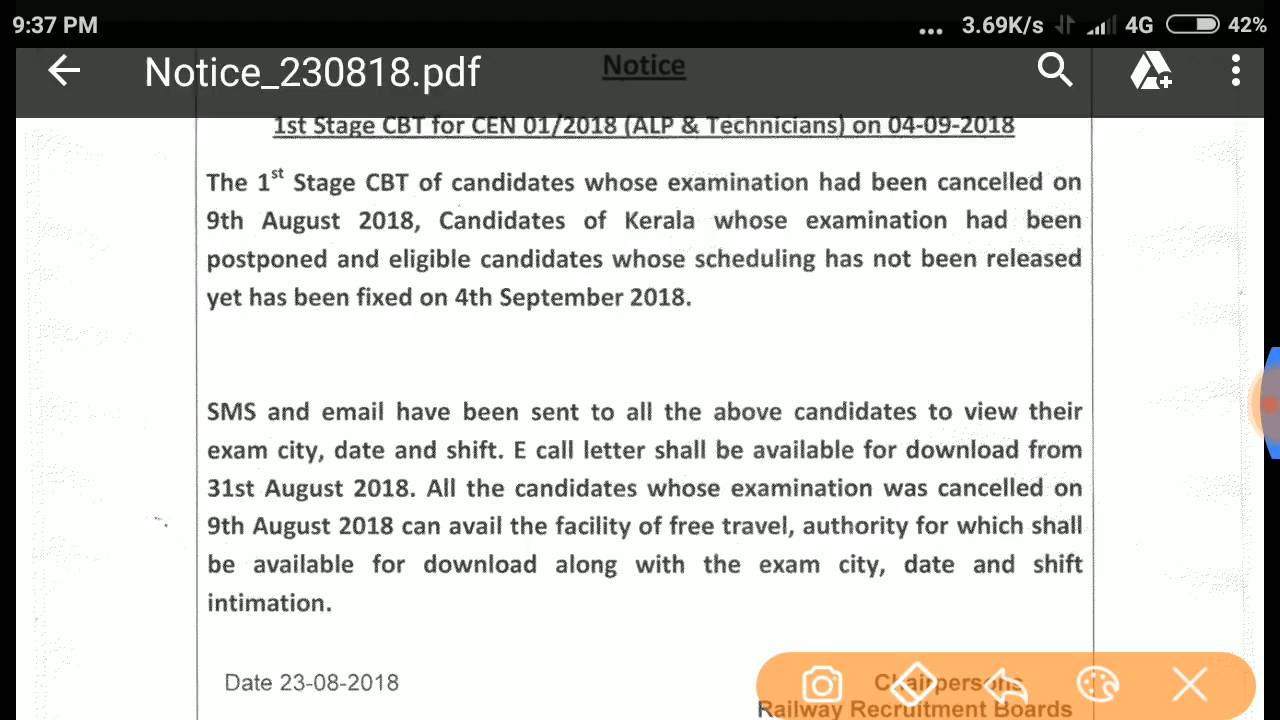 9:37 PM
... 3.69K/s 4G 42%
Notice_230818.pdf
Notice
1st Stage CBT for CEN 01/2018 (ALP & Technicians) on 04-09-2018
The 1st Stage CBT of candidates whose examination had been cancelled on
9th August 2018, Candidates of Kerala whose examination had been
postponed and eligible candidates whose scheduling has not been released
yet has been fixed on 4th September 2018.
SMS and email have been sent to all the above candidates to view their
exam city, date and shift. E call letter shall be available for download from
31st August 2018. All the candidates whose examination was cancelled on
9th August 2018 can avail the facility of free travel, authority for which shall
be available for download along with the exam city, date and shift
intimation.
Date 23-08-2018
Chairpersons
Railway Recruitment Boards